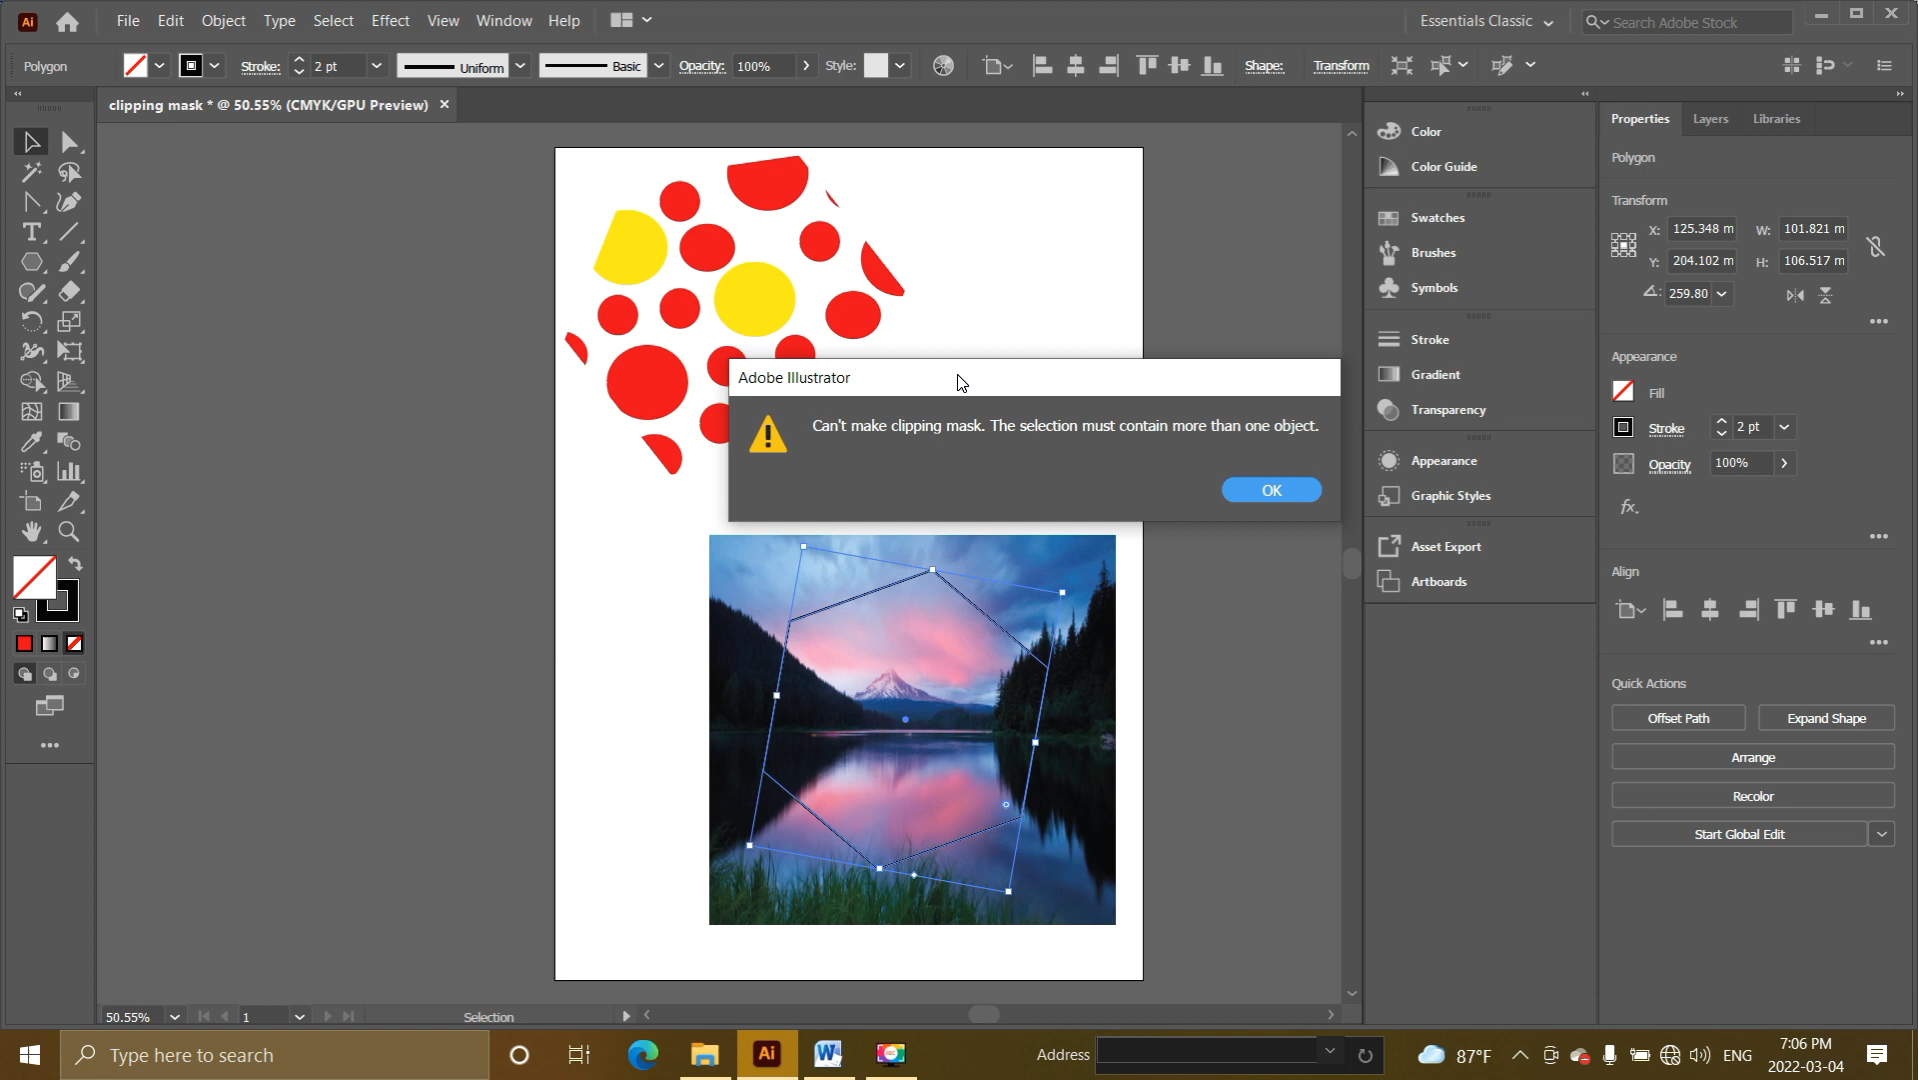 Ai File Edit Object Type Select Effect View Window Help Essentials Classic Search Adobe Stock
Polygon Stroke: 2 pt Uniform Basic Opacity: 100% Style: Shape: Transform
clipping mask * @ 50.55% (CMYK/GPU Preview) ×
Color
Color Guide
Swatches
Brushes
Symbols
Stroke
Gradient
Transparency
Appearance
Graphic Styles
Asset Export
Artboards
Properties Layers Libraries
Polygon
Transform
X: 125.348 m W: 101.821 m
Y: 204.102 m H: 106.517 m
259.80
Appearance
Fill
Stroke 2 pt
Opacity 100%
fx.
Align
Quick Actions
Offset Path Expand Shape
Arrange
Recolor
Start Global Edit
Adobe Illustrator
Can't make clipping mask. The selection must contain more than one object.
OK
50.55% 1 Selection
Type here to search Ai W REC Address 87°F ENG 7:06 PM
2022-03-04